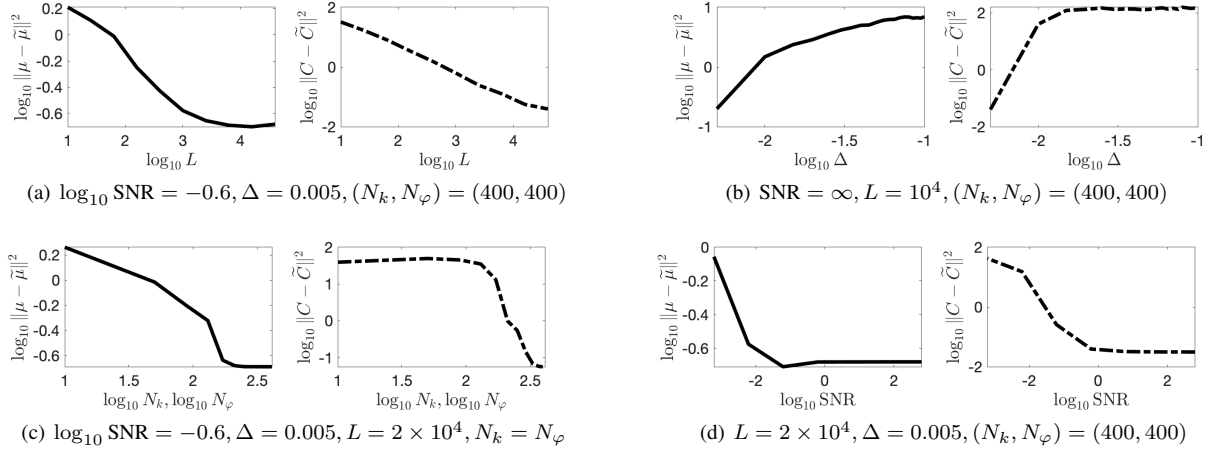 0.2
0
-0.2
-0.4
-0.6
log₁₀ ‖μ − μ̃‖²
1 2 3 4
log₁₀ L
2
0
-2
log₁₀ ‖C − C̃‖²
1 2 3 4
log₁₀ L
(a) log₁₀ SNR = −0.6, Δ = 0.005, (Nₖ, Nᵩ) = (400, 400)
1
0
-1
log₁₀ ‖μ − μ̃‖²
-2 -1.5 -1
log₁₀ Δ
2
0
-2
log₁₀ ‖C − C̃‖²
-2 -1.5 -1
log₁₀ Δ
(b) SNR = ∞, L = 10⁴, (Nₖ, Nᵩ) = (400, 400)
0.2
0
-0.2
-0.4
-0.6
log₁₀ ‖μ − μ̃‖²
1 1.5 2 2.5
log₁₀ Nₖ, log₁₀ Nᵩ
2
1
0
-1
log₁₀ ‖C − C̃‖²
1 1.5 2 2.5
log₁₀ Nₖ, log₁₀ Nᵩ
(c) log₁₀ SNR = −0.6, Δ = 0.005, L = 2 × 10⁴, Nₖ = Nᵩ
0
-0.2
-0.4
-0.6
log₁₀ ‖μ − μ̃‖²
-2 0 2
log₁₀ SNR
2
0
-2
log₁₀ ‖C − C̃‖²
-2 0 2
log₁₀ SNR
(d) L = 2 × 10⁴, Δ = 0.005, (Nₖ, Nᵩ) = (400, 400)